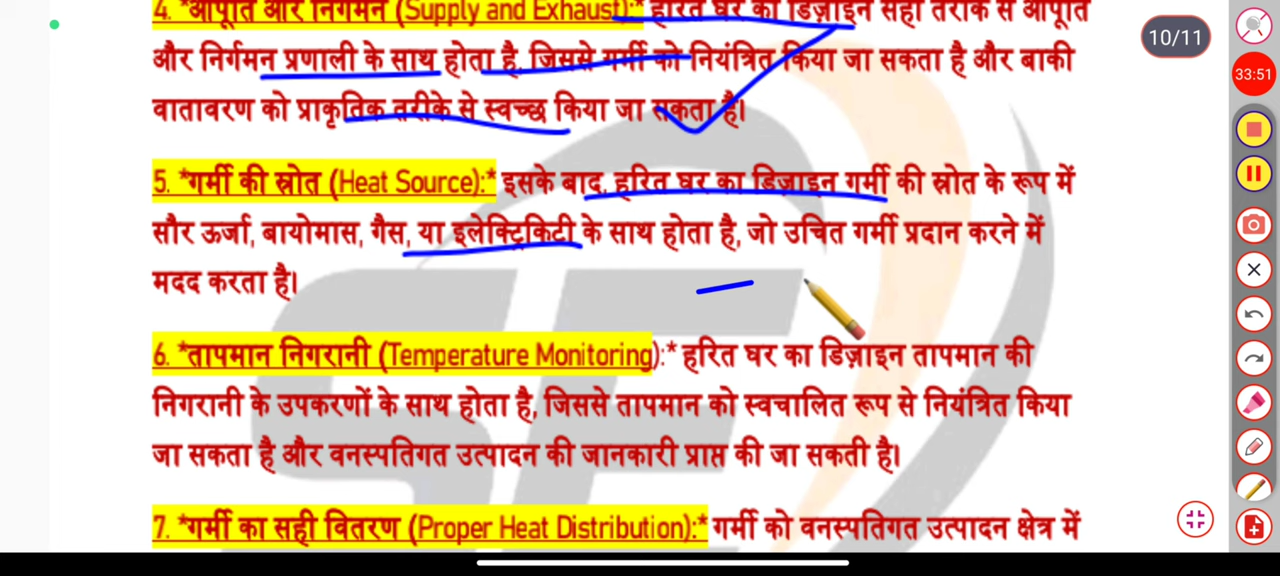 4. *आपूर्ति और निर्गमन (Supply and Exhaust):* हरित घर का डिज़ाइन सही तरीके से आपूर्ति
और निर्गमन प्रणाली के साथ होता है, जिससे गर्मी को नियंत्रित किया जा सकता है और बाकी
वातावरण को प्राकृतिक तरीके से स्वच्छ किया जा सकता है।
5. *गर्मी की स्रोत (Heat Source):* इसके बाद, हरित घर का डिज़ाइन गर्मी की स्रोत के रूप में
सौर ऊर्जा, बायोमास, गैस, या इलेक्ट्रिकिटी के साथ होता है, जो उचित गर्मी प्रदान करने में
मदद करता है।
6. *तापमान निगरानी (Temperature Monitoring):* हरित घर का डिज़ाइन तापमान की
निगरानी के उपकरणों के साथ होता है, जिससे तापमान को स्वचालित रूप से नियंत्रित किया
जा सकता है और वनस्पतिगत उत्पादन की जानकारी प्राप्त की जा सकती है।
7. *गर्मी का सही वितरण (Proper Heat Distribution):* गर्मी को वनस्पतिगत उत्पादन क्षेत्र में
10/11
33:51